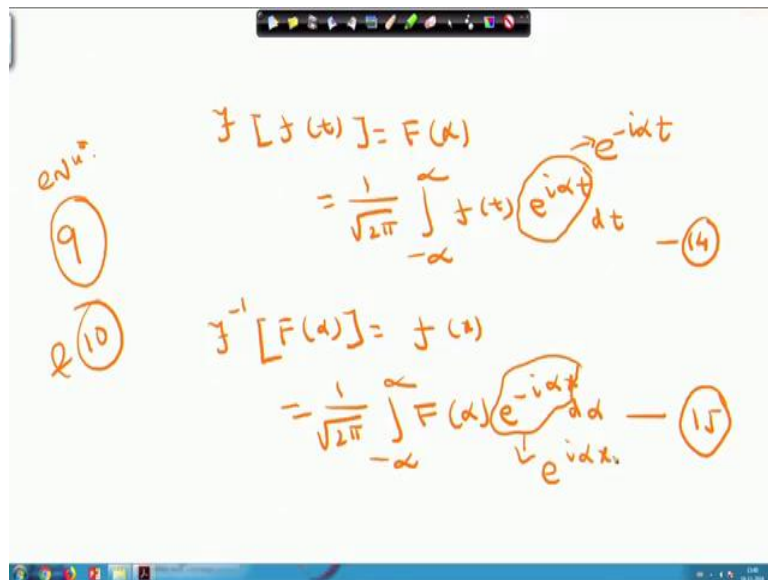 ℱ[f(t)] = F(α) → e^{-iαt}
= 1/√2π ∫_{-∞}^{∞} f(t) e^{iαt} dt — (14)
eqn.
9
& 10
ℱ^{-1}[F(α)] = f(x)
= 1/√2π ∫_{-∞}^{∞} F(α) e^{-iαx} dα — (15)
↓ e^{iαx}